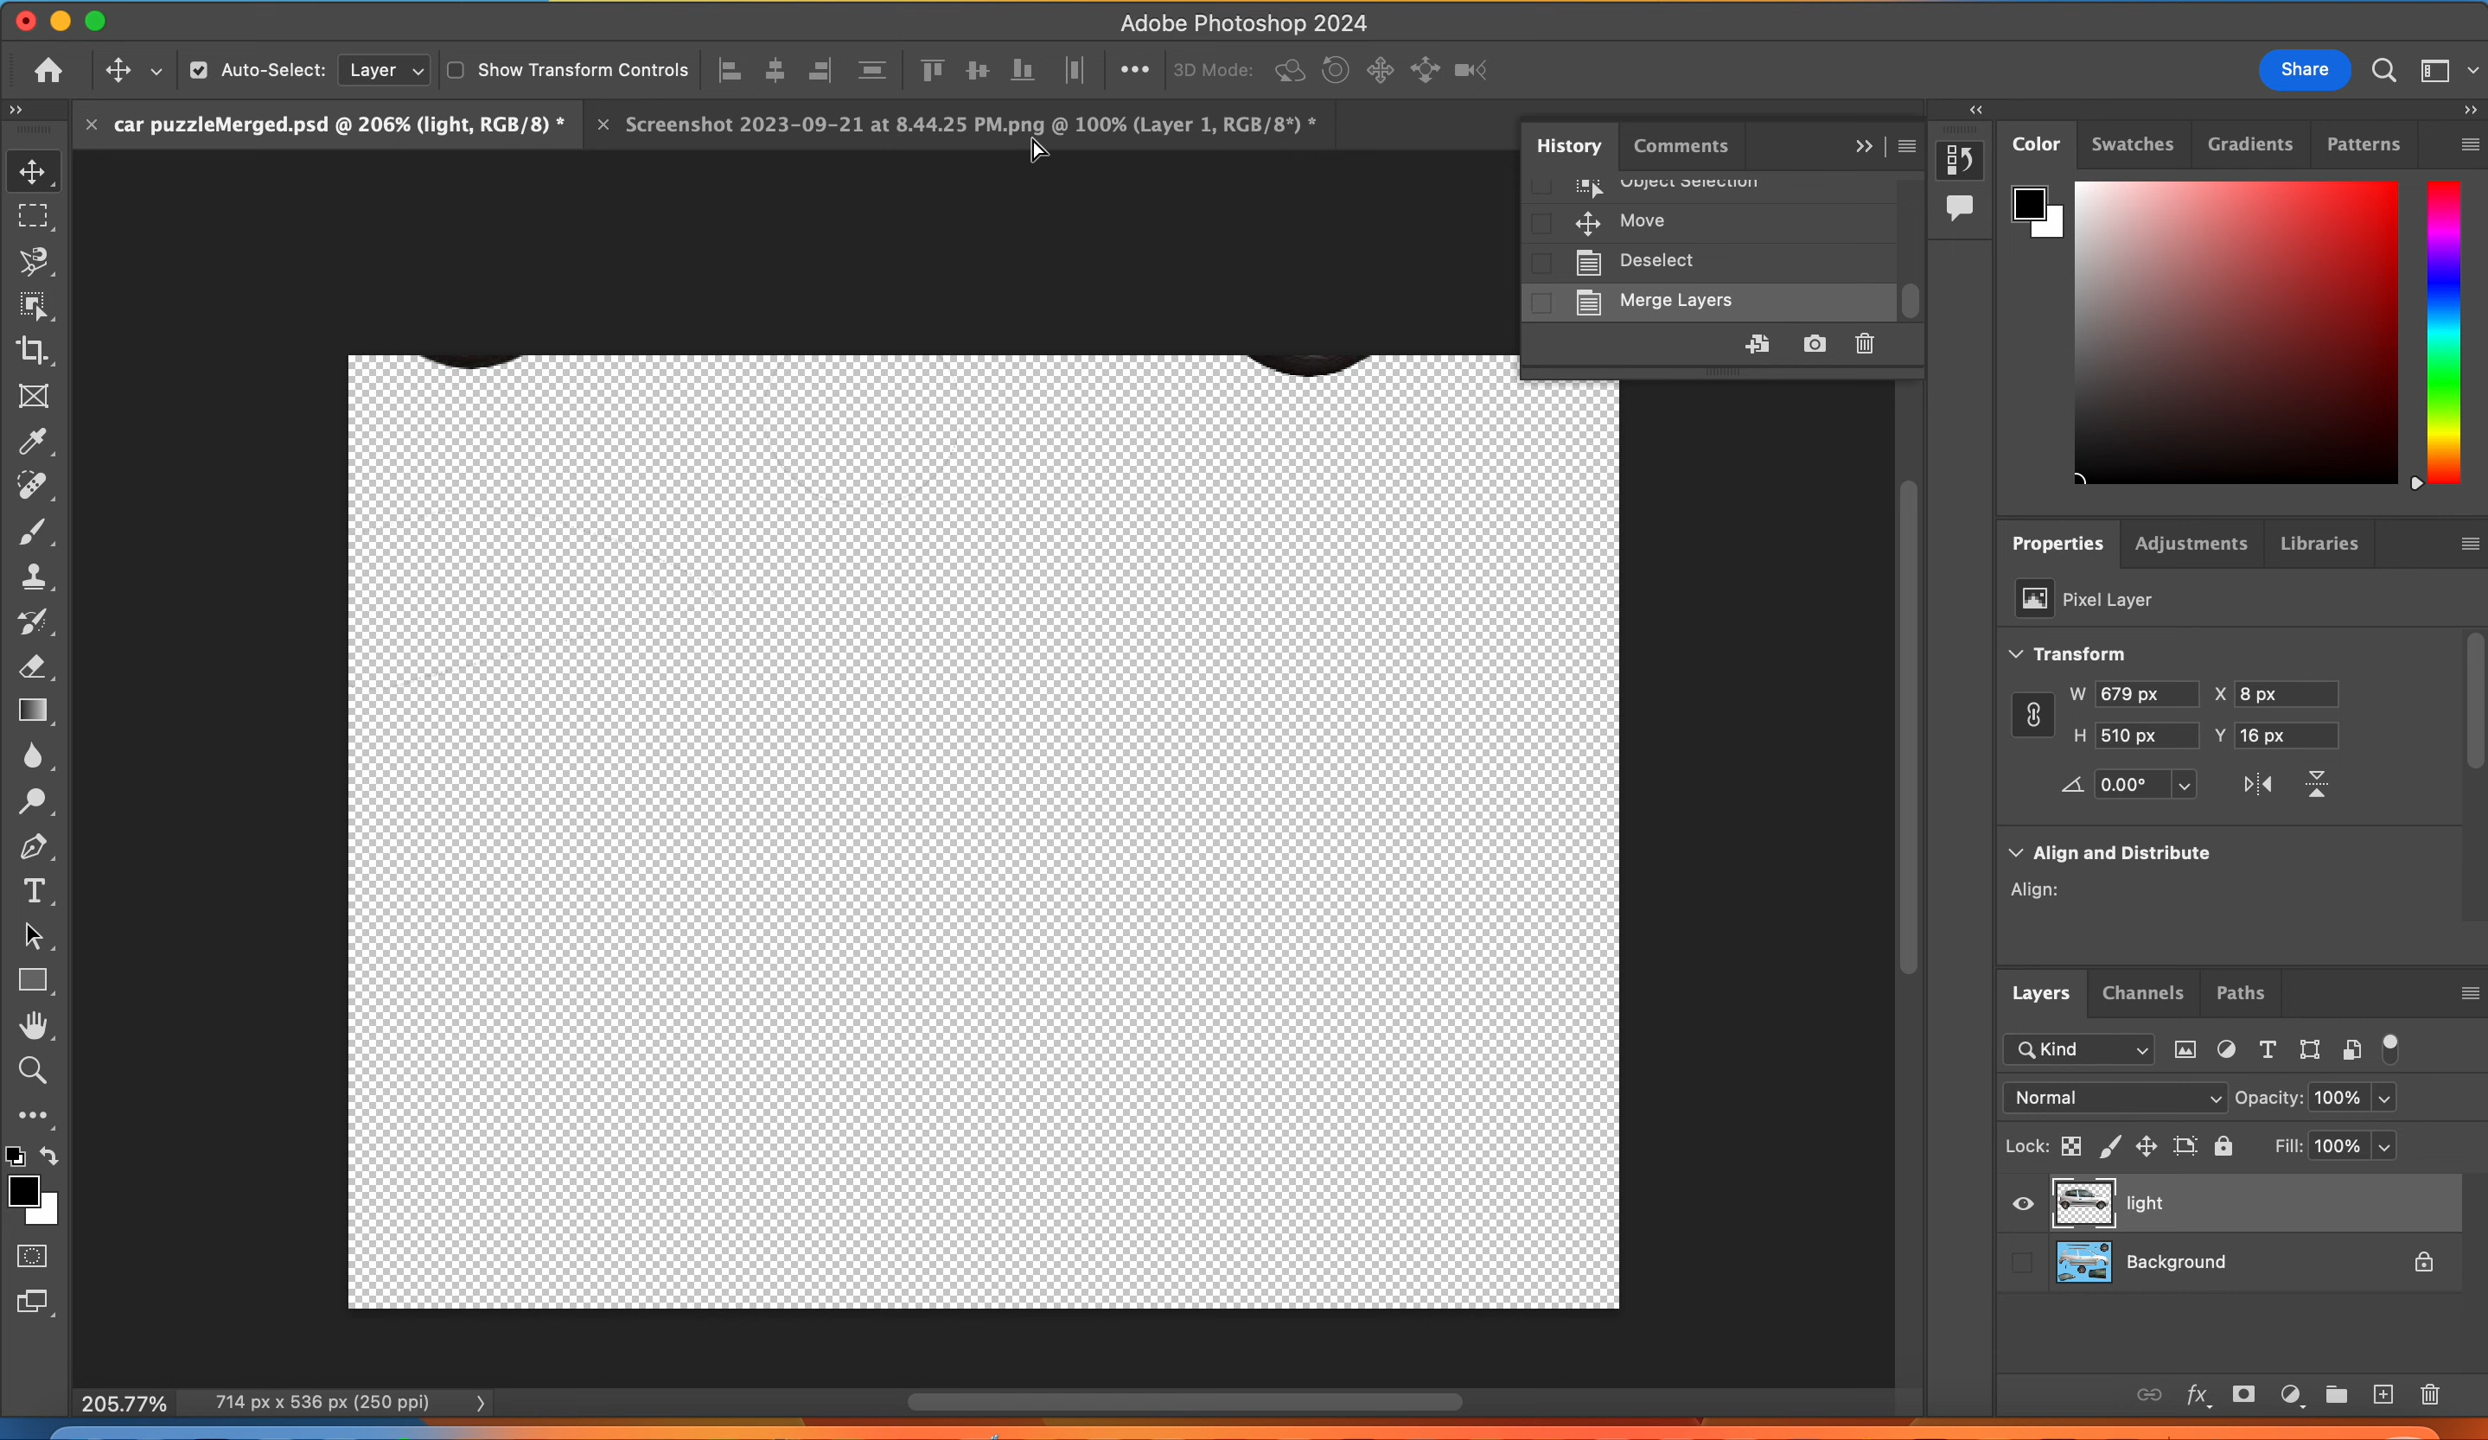 Adobe Photoshop 2024
Auto-Select: Layer Show Transform Controls 3D Mode: Share
car puzzleMerged.psd @ 206% (light, RGB/8) * Screenshot 2023-09-21 at 8.44.25 PM.png @ 100% (Layer 1, RGB/8*) *
History Comments
Object Selection
Move
Deselect
Merge Layers
Color Swatches Gradients Patterns
Properties Adjustments Libraries
Pixel Layer
Transform
W 679 px X 8 px
H 510 px Y 16 px
0.00°
Align and Distribute
Align:
Layers Channels Paths
Kind
Normal Opacity: 100%
Lock: Fill: 100%
light
Background
205.77% 714 px x 536 px (250 ppi)